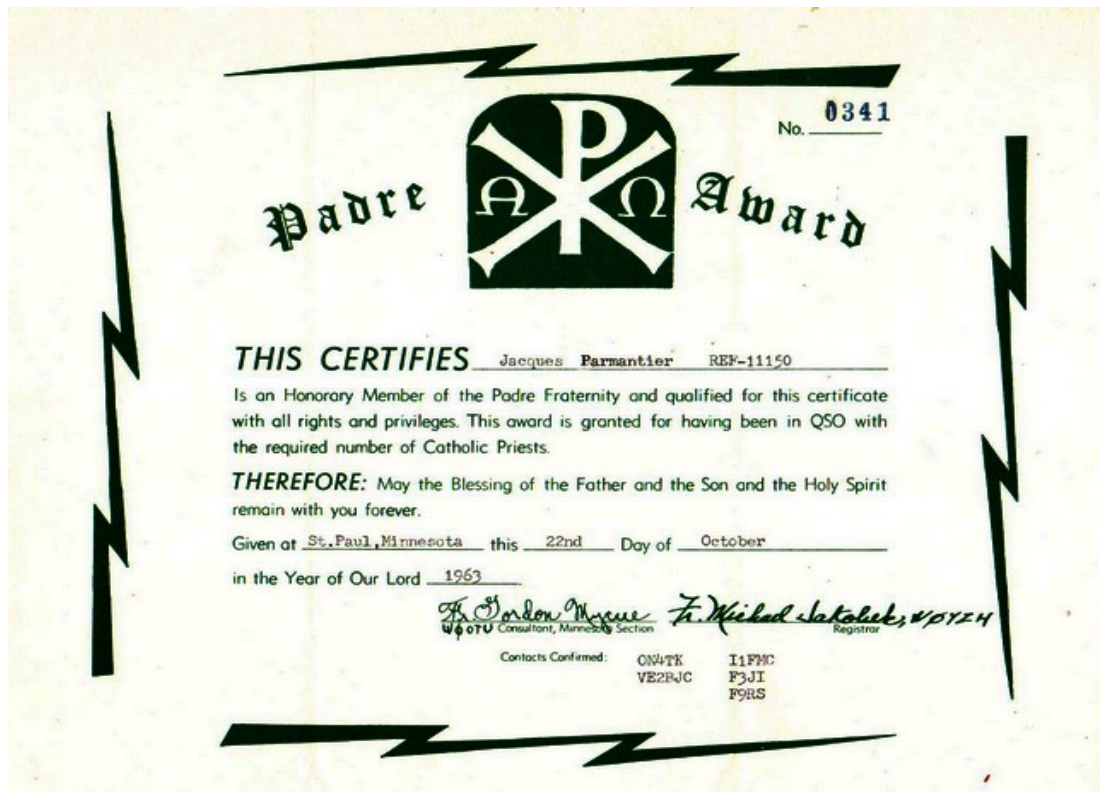 No. 0341
Padre Award
Α Ω
THIS CERTIFIES Jacques Parmantier REF-11150
Is an Honorary Member of the Padre Fraternity and qualified for this certificate
with all rights and privileges. This award is granted for having been in QSO with
the required number of Catholic Priests.
THEREFORE: May the Blessing of the Father and the Son and the Holy Spirit
remain with you forever.
Given at St.Paul,Minnesota this 22nd Day of October
in the Year of Our Lord 1963
Fr. Gordon Mycue Fr. Michael
WØOTU Consultant, Minnesota Section Registrar
Contacts Confirmed: ON4TK I1FMC
VE2BJC F3JI
F9RS